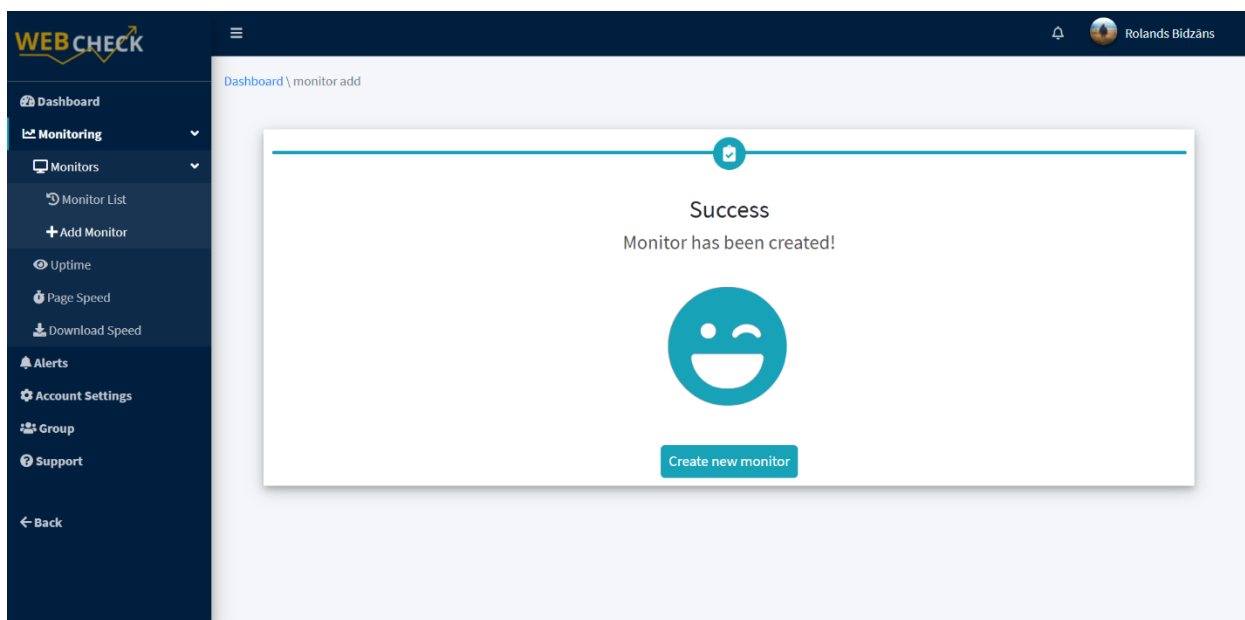 WEBCHECK
Rolands Bidzāns
Dashboard \ monitor add
Dashboard
Monitoring
Monitors
Monitor List
Add Monitor
Uptime
Page Speed
Download Speed
Alerts
Account Settings
Group
Support
Back
Success
Monitor has been created!
Create new monitor